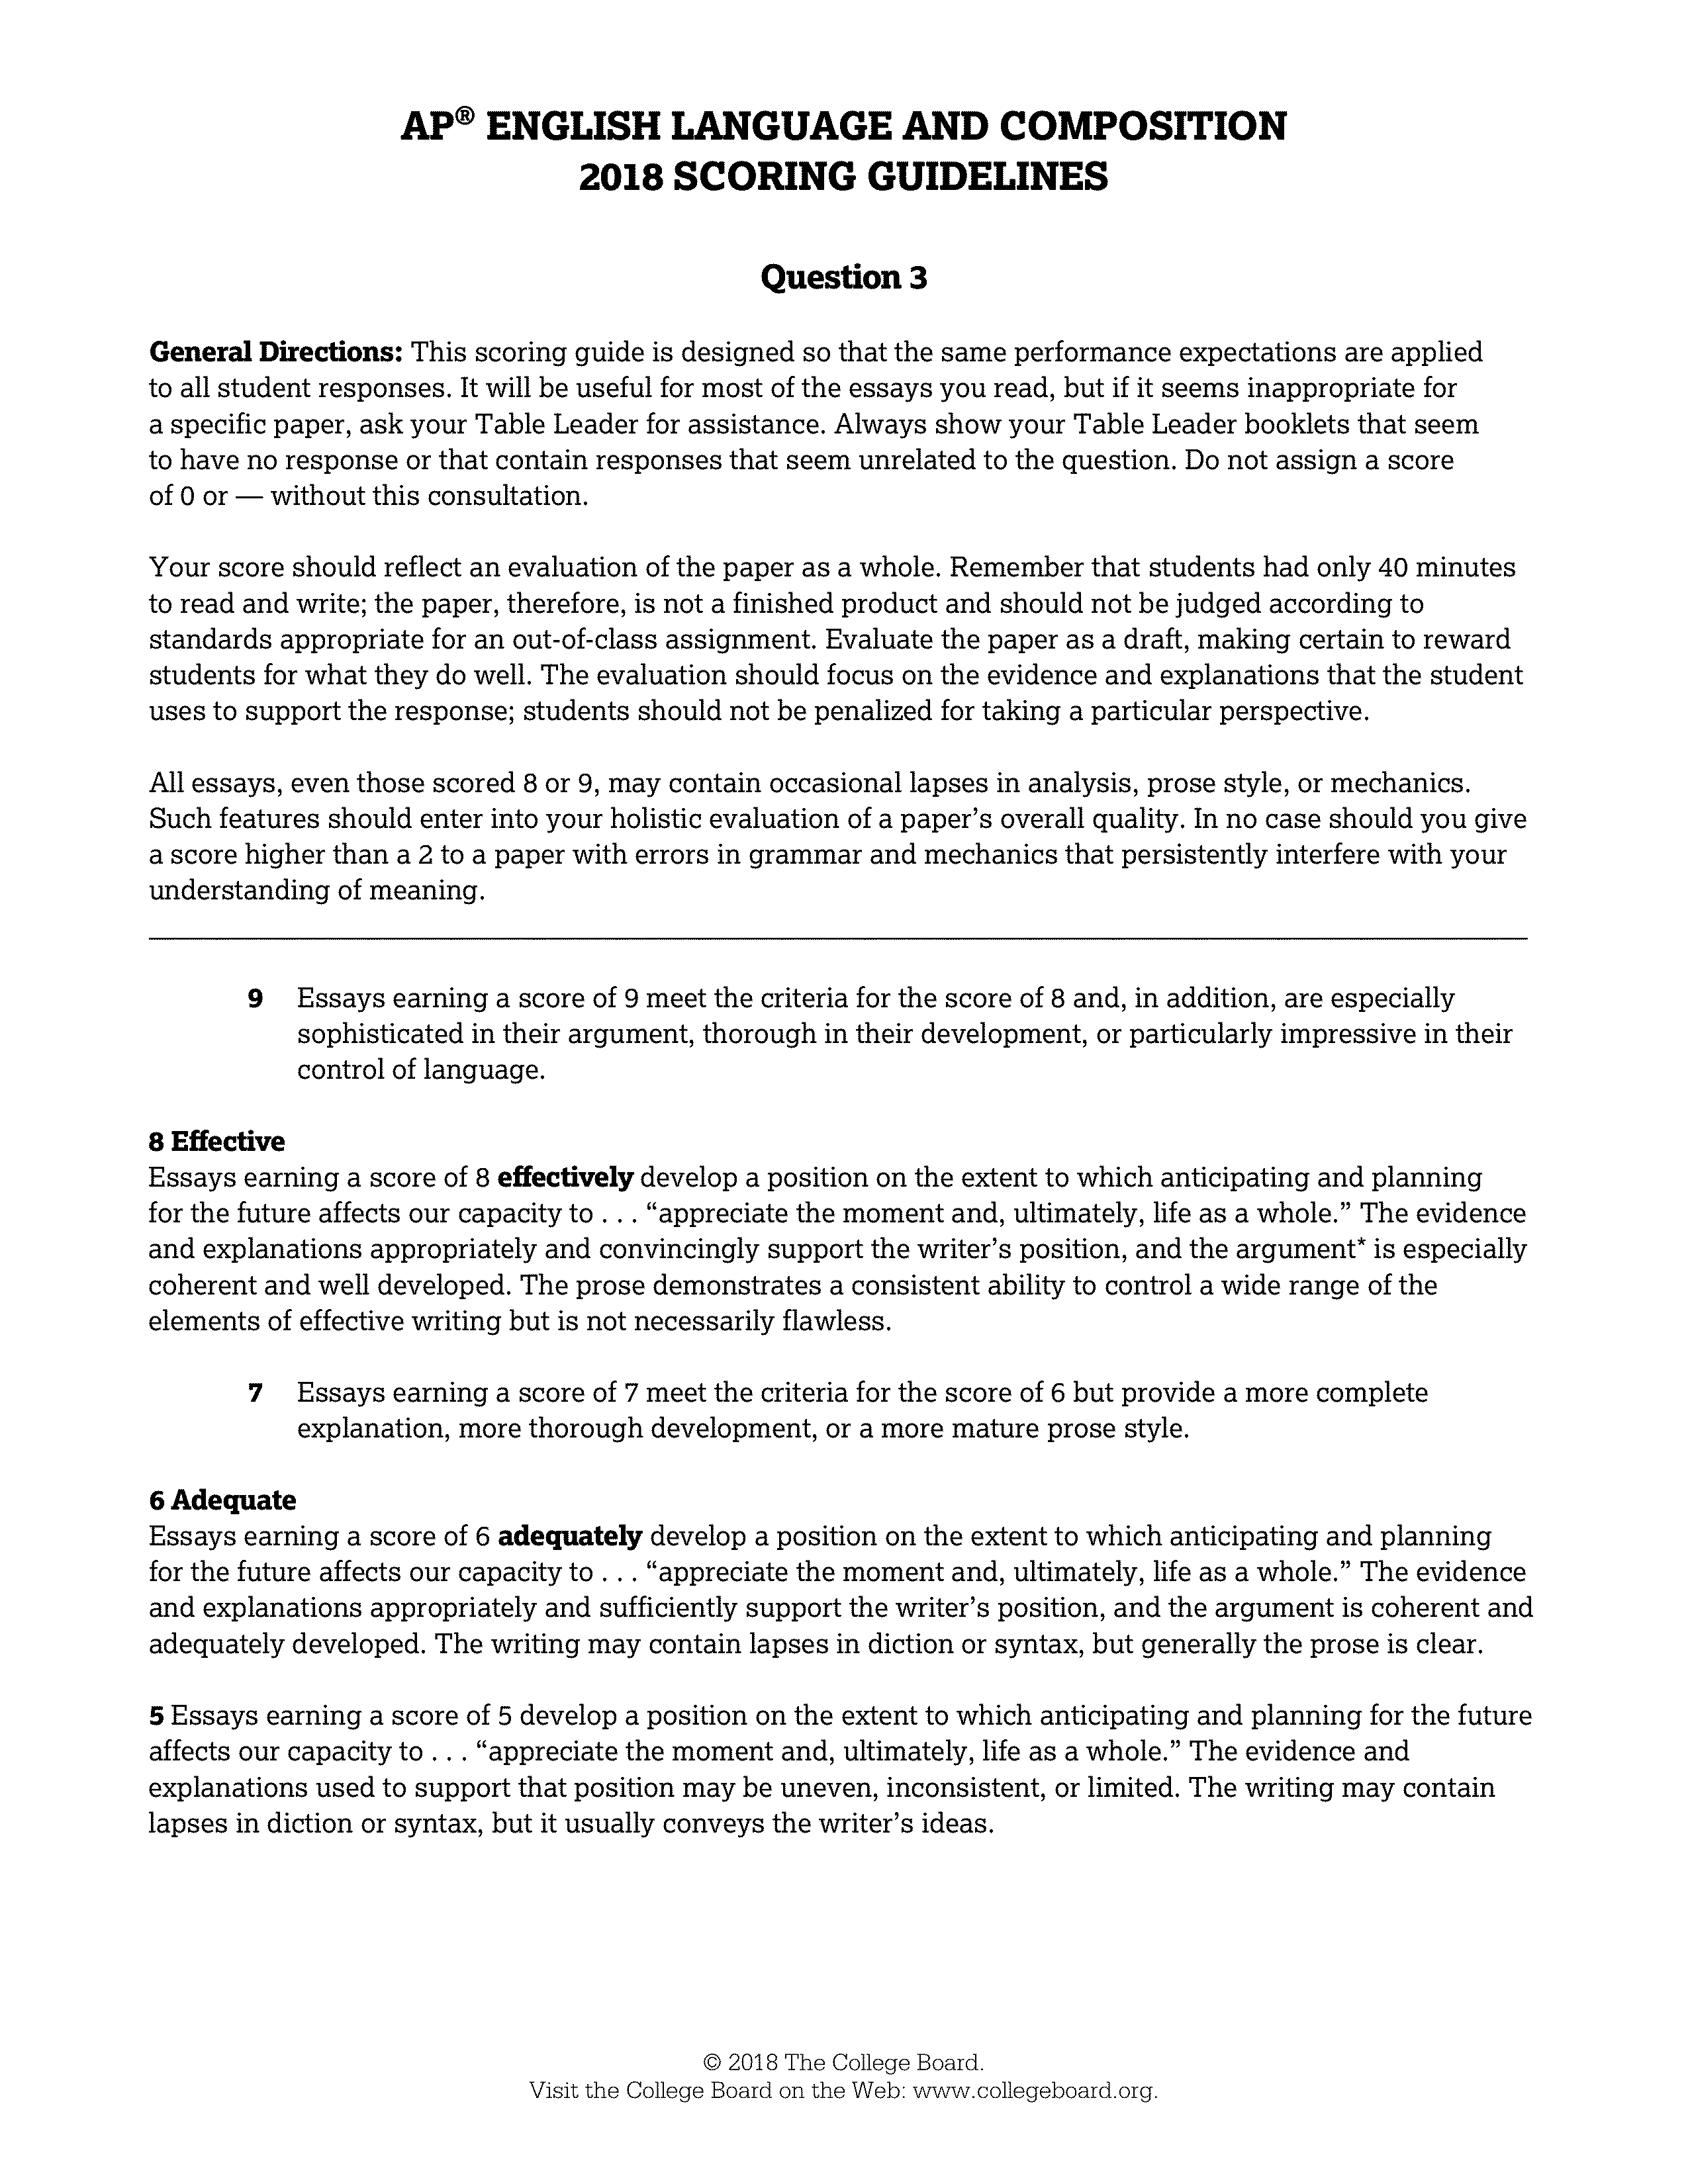 AP® ENGLISH LANGUAGE AND COMPOSITION
2018 SCORING GUIDELINES
Question 3
General Directions: This scoring guide is designed so that the same performance expectations are applied
to all student responses. It will be useful for most of the essays you read, but if it seems inappropriate for
a specific paper, ask your Table Leader for assistance. Always show your Table Leader booklets that seem
to have no response or that contain responses that seem unrelated to the question. Do not assign a score
of 0 or — without this consultation.
Your score should reflect an evaluation of the paper as a whole. Remember that students had only 40 minutes
to read and write; the paper, therefore, is not a finished product and should not be judged according to
standards appropriate for an out-of-class assignment. Evaluate the paper as a draft, making certain to reward
students for what they do well. The evaluation should focus on the evidence and explanations that the student
uses to support the response; students should not be penalized for taking a particular perspective.
All essays, even those scored 8 or 9, may contain occasional lapses in analysis, prose style, or mechanics.
Such features should enter into your holistic evaluation of a paper’s overall quality. In no case should you give
a score higher than a 2 to a paper with errors in grammar and mechanics that persistently interfere with your
understanding of meaning.
9 Essays earning a score of 9 meet the criteria for the score of 8 and, in addition, are especially
sophisticated in their argument, thorough in their development, or particularly impressive in their
control of language.
8 Effective
Essays earning a score of 8 effectively develop a position on the extent to which anticipating and planning
for the future affects our capacity to . . . “appreciate the moment and, ultimately, life as a whole.” The evidence
and explanations appropriately and convincingly support the writer’s position, and the argument* is especially
coherent and well developed. The prose demonstrates a consistent ability to control a wide range of the
elements of effective writing but is not necessarily flawless.
7 Essays earning a score of 7 meet the criteria for the score of 6 but provide a more complete
explanation, more thorough development, or a more mature prose style.
6 Adequate
Essays earning a score of 6 adequately develop a position on the extent to which anticipating and planning
for the future affects our capacity to . . . “appreciate the moment and, ultimately, life as a whole.” The evidence
and explanations appropriately and sufficiently support the writer’s position, and the argument is coherent and
adequately developed. The writing may contain lapses in diction or syntax, but generally the prose is clear.
5 Essays earning a score of 5 develop a position on the extent to which anticipating and planning for the future
affects our capacity to . . . “appreciate the moment and, ultimately, life as a whole.” The evidence and
explanations used to support that position may be uneven, inconsistent, or limited. The writing may contain
lapses in diction or syntax, but it usually conveys the writer’s ideas.
© 2018 The College Board.
Visit the College Board on the Web: www.collegeboard.org.